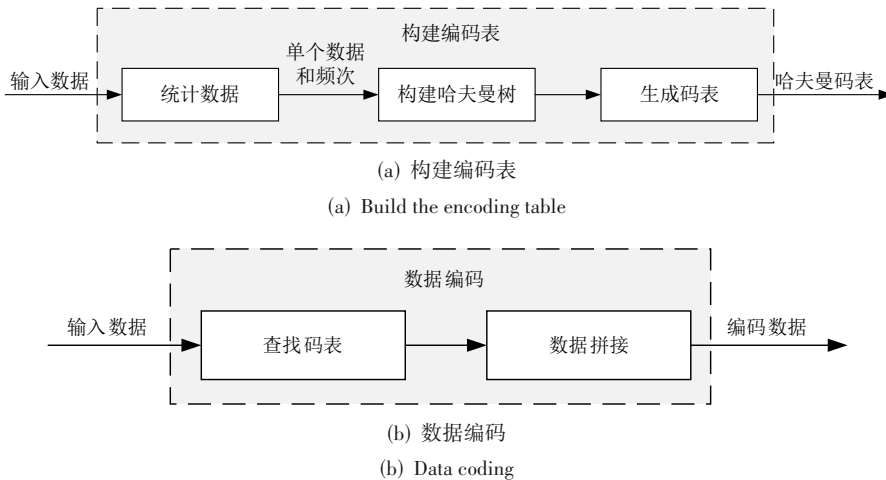 构建编码表
输入数据
统计数据
单个数据
和频次
构建哈夫曼树
生成码表
哈夫曼码表
(a) 构建编码表
(a) Build the encoding table
数据编码
输入数据
查找码表
数据拼接
编码数据
(b) 数据编码
(b) Data coding